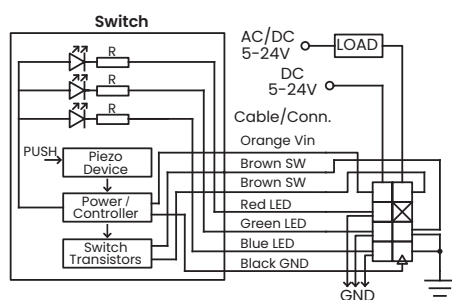 Switch
R
R
R
PUSH
Piezo
Device
Power /
Controller
Switch
Transistors
AC/DC
5-24V
LOAD
DC
5-24V
Cable/Conn.
Orange Vin
Brown SW
Brown SW
Red LED
Green LED
Blue LED
Black GND
GND